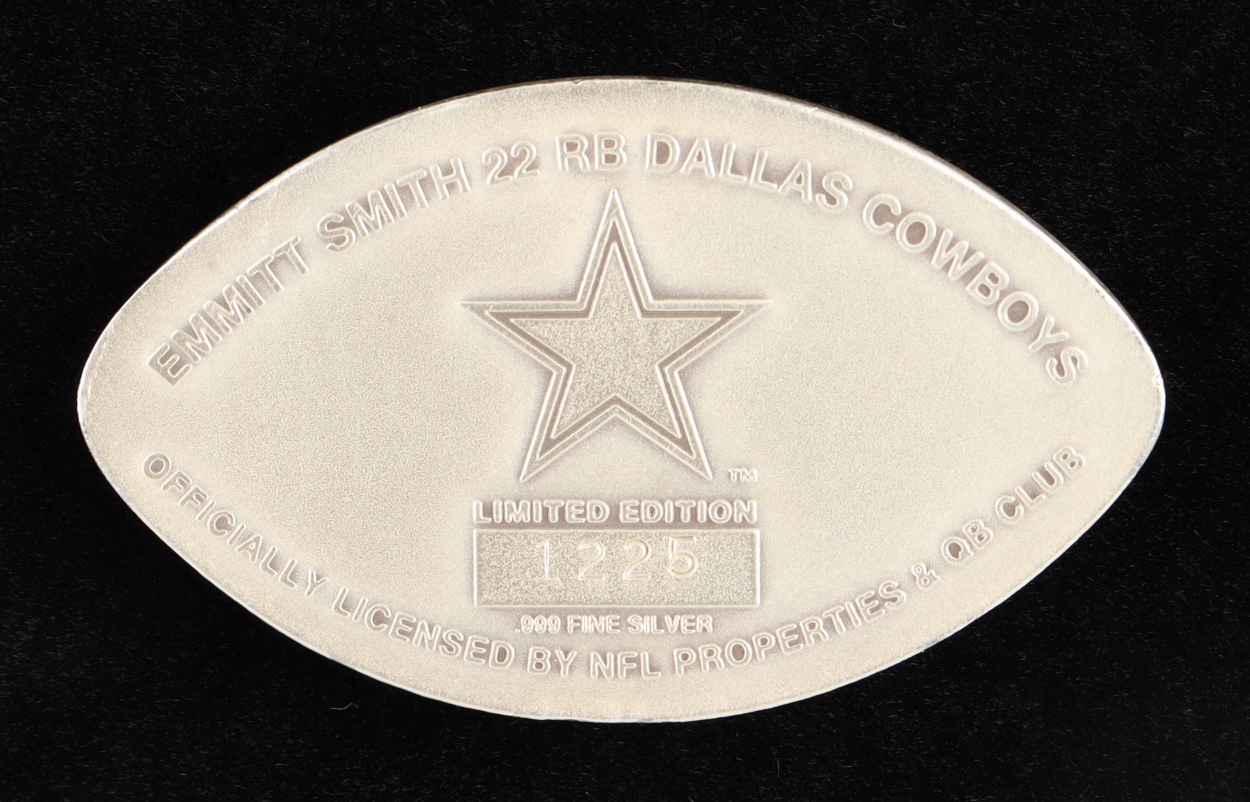 EMMITT SMITH 22 RB DALLAS COWBOYS
TM
LIMITED EDITION
1225
.999 FINE SILVER
OFFICIALLY LICENSED BY NFL PROPERTIES & QB CLUB